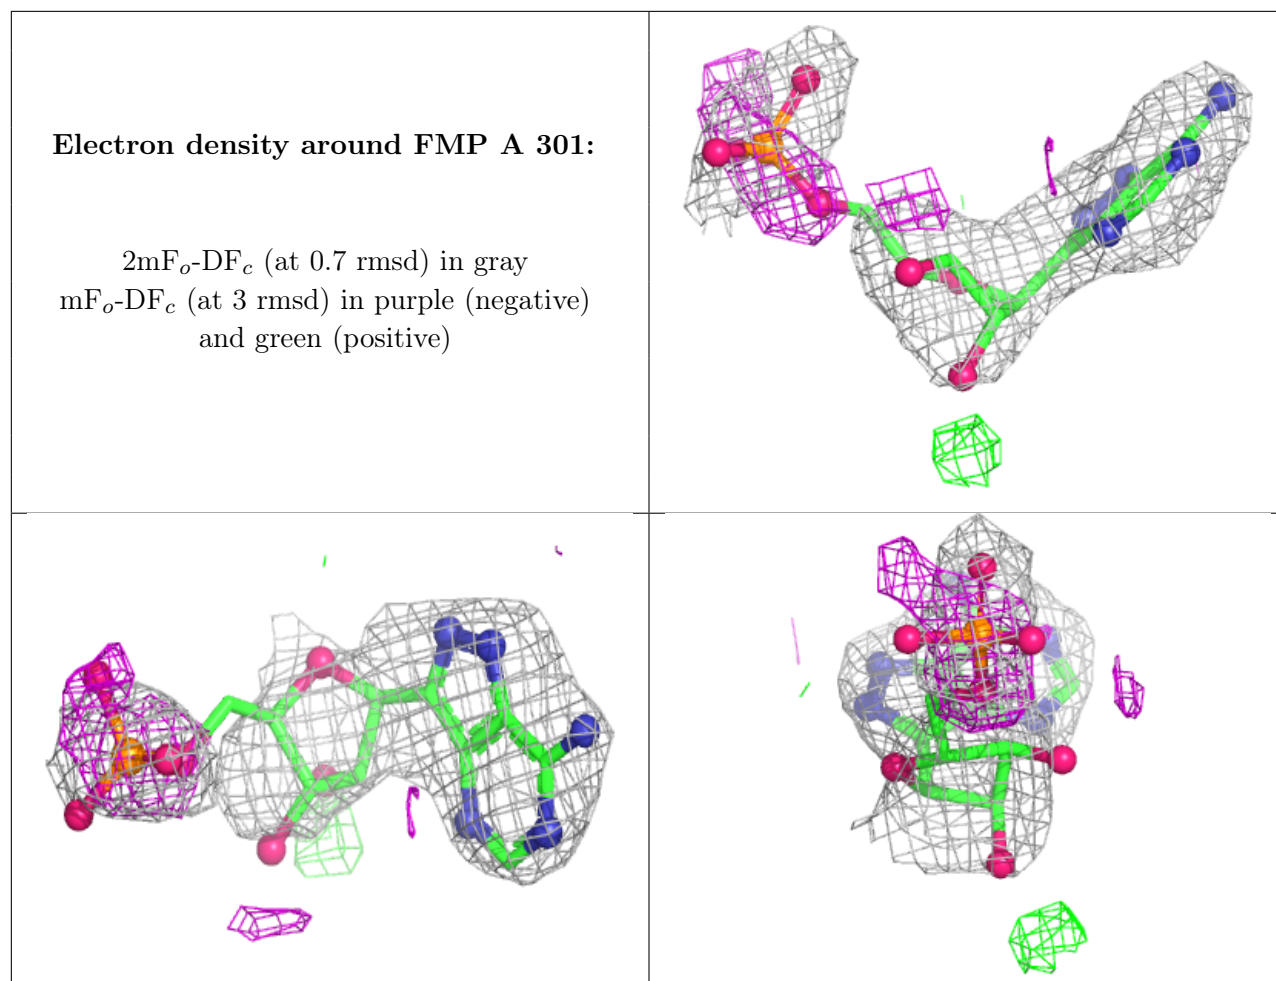 Electron density around FMP A 301:
2mFo-DFc (at 0.7 rmsd) in gray
mFo-DFc (at 3 rmsd) in purple (negative)
and green (positive)